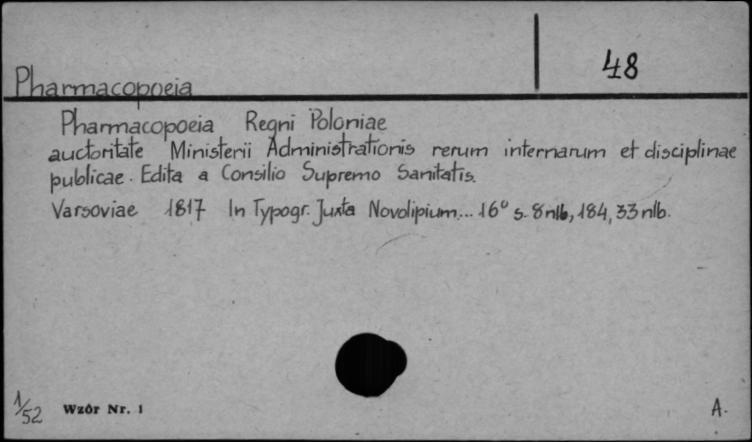 48
Pharmacopoeia
Pharmacopoeia Regni Poloniae
auctoritate Ministerii Administrationis rerum internarum et disciplinae
publicae. Edita a Consilio Supremo Sanitatis.
Varsoviae 1817 In Typogr. Juxta Novolipium... 16° s. 8 nlb, 184, 33 nlb.
1/52 Wzór Nr. 1 A.